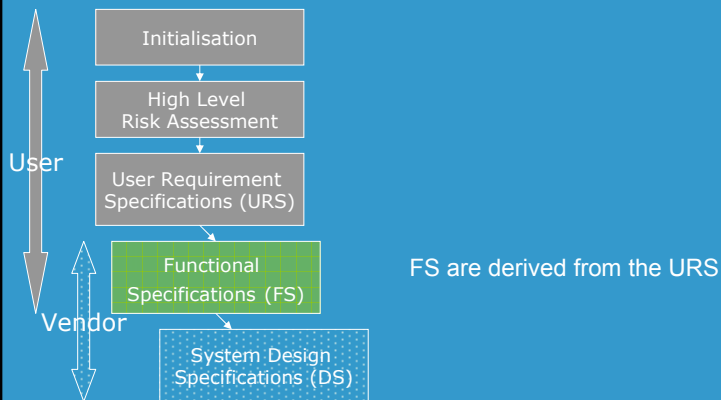 Initialisation
High Level
Risk Assessment
User
User Requirement
Specifications (URS)
Functional
Specifications (FS)
FS are derived from the URS
Vendor
System Design
Specifications (DS)